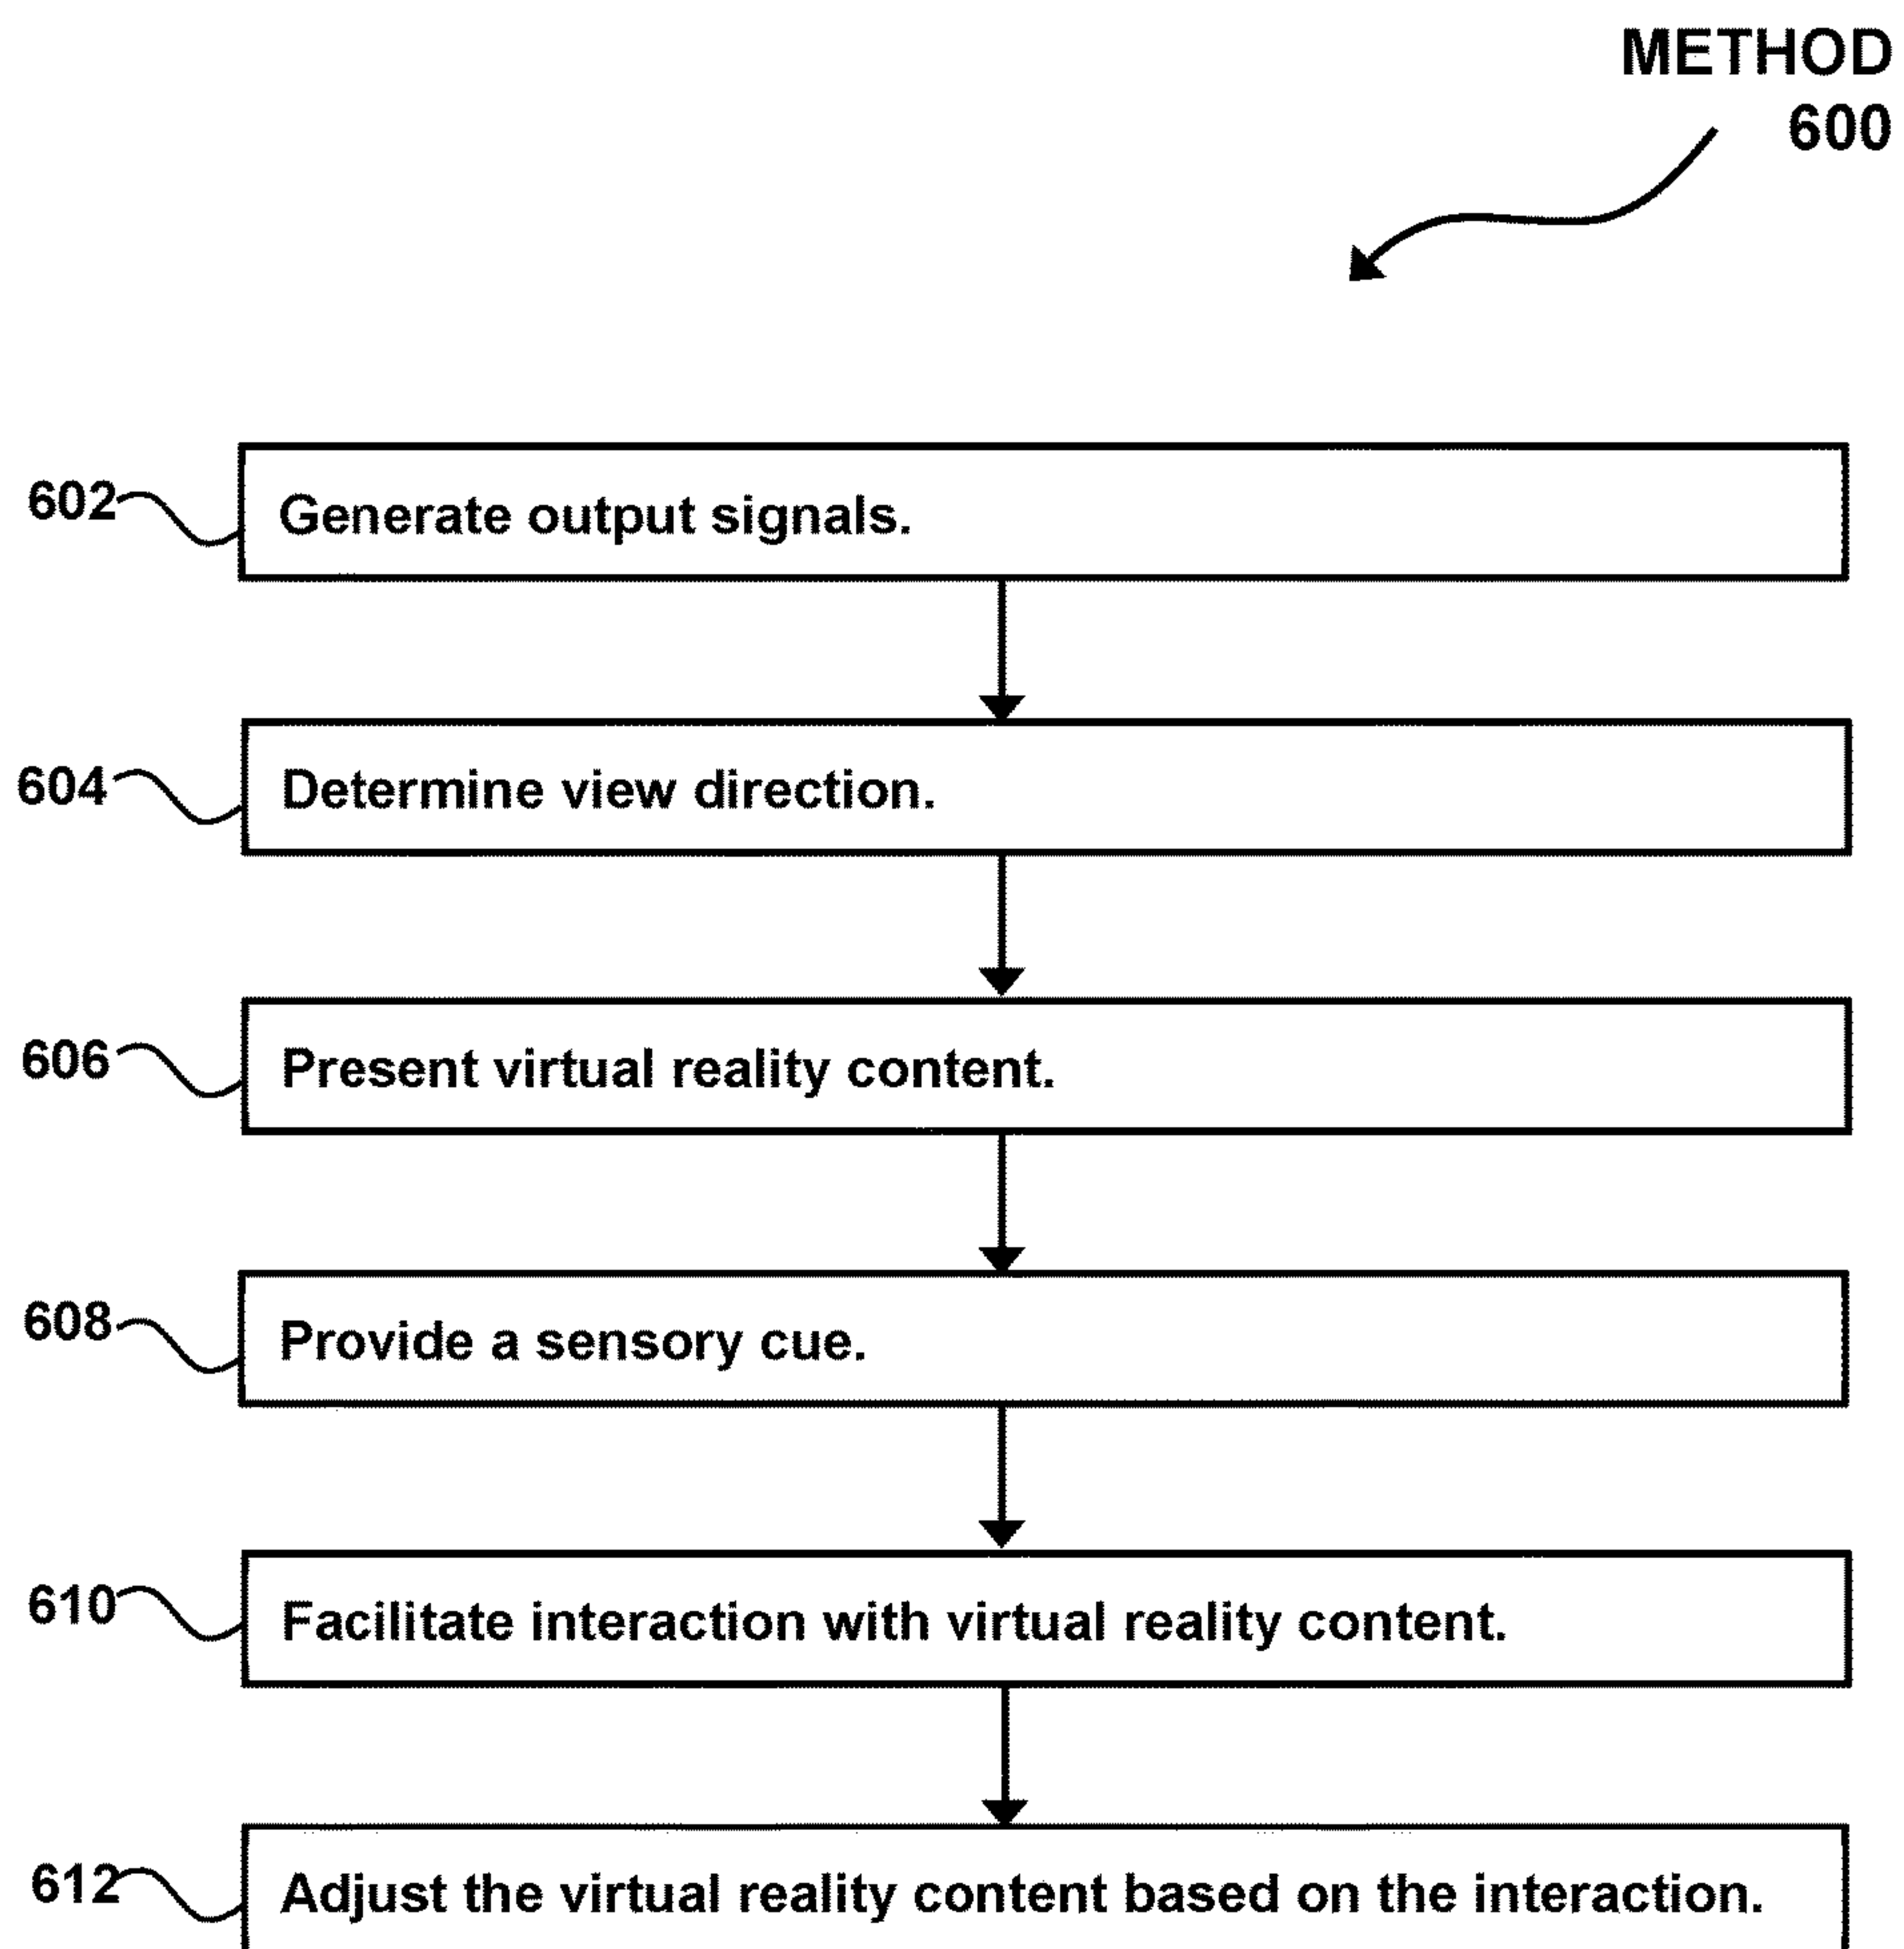 METHOD
600
602
Generate output signals.
604
Determine view direction.
606
Present virtual reality content.
608
Provide a sensory cue.
610
Facilitate interaction with virtual reality content.
612
Adjust the virtual reality content based on the interaction.